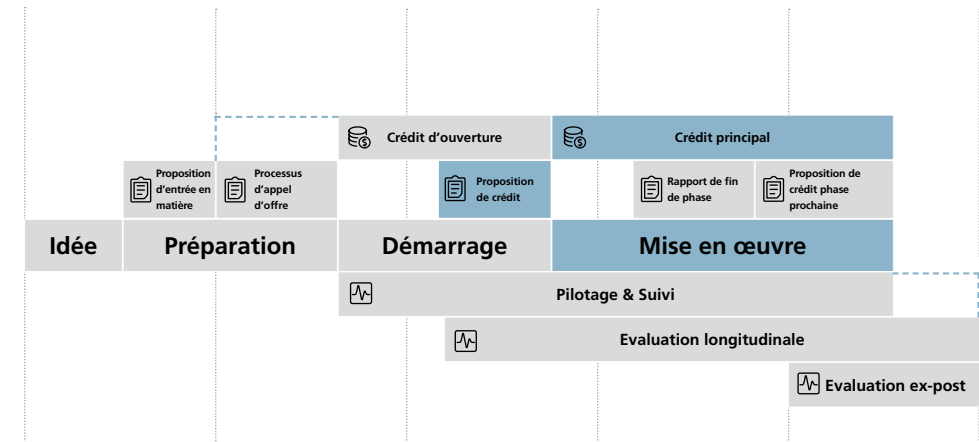 Crédit d'ouverture
Crédit principal
Proposition
d'entrée en
matière
Processus
d'appel
d'offre
Proposition
de crédit
Rapport de fin
de phase
Proposition de
crédit phase
prochaine
Idée
Préparation
Démarrage
Mise en œuvre
Pilotage & Suivi
Evaluation longitudinale
Evaluation ex-post